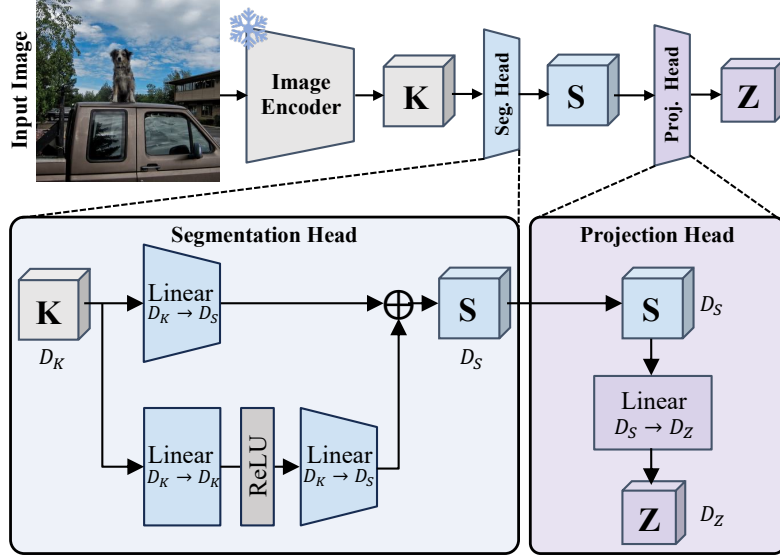 Input Image
Image
Encoder
K
Seg. Head
S
Proj. Head
Z
Segmentation Head
K
D_K
Linear
D_K → D_S
Linear
D_K → D_K
ReLU
Linear
D_K → D_S
S
D_S
Projection Head
S
D_S
Linear
D_S → D_Z
Z
D_Z